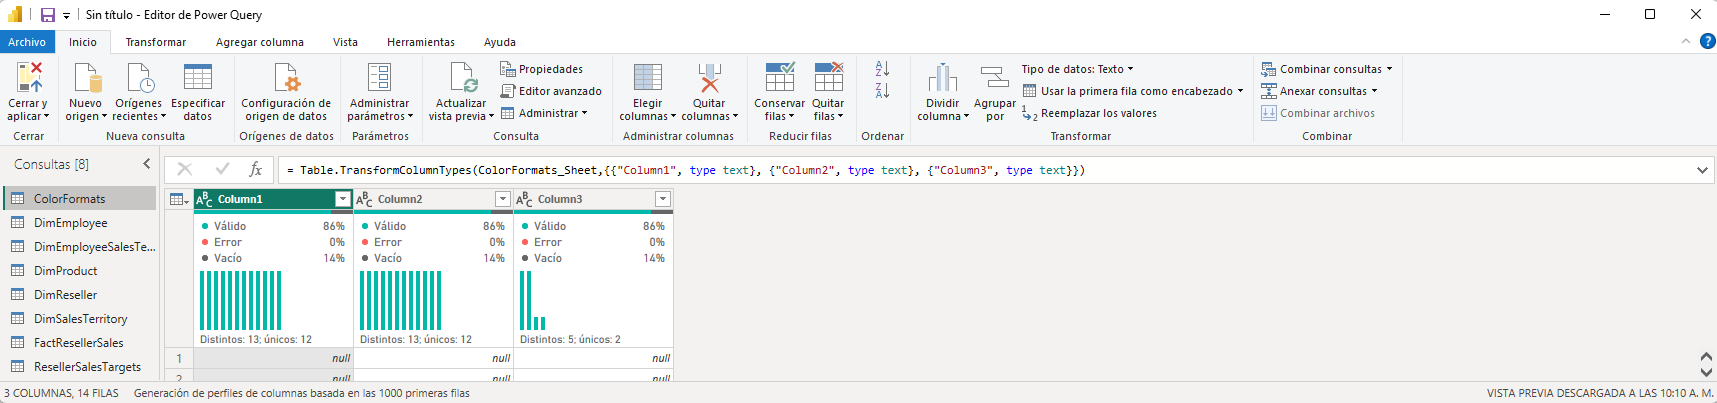 Sin título - Editor de Power Query
Archivo Inicio Transformar Agregar columna Vista Herramientas Ayuda
Cerrar y aplicar
Cerrar
Nuevo origen
Orígenes recientes
Especificar datos
Nueva consulta
Configuración de origen de datos
Orígenes de datos
Administrar parámetros
Parámetros
Actualizar vista previa
Propiedades
Editor avanzado
Administrar
Consulta
Elegir columnas
Quitar columnas
Administrar columnas
Conservar filas
Quitar filas
Reducir filas
A
Z
Z
A
Ordenar
Dividir columna
Agrupar por
Tipo de datos: Texto
Usar la primera fila como encabezado
1
2
Reemplazar los valores
Transformar
Combinar consultas
Anexar consultas
Combinar archivos
Combinar
Consultas [8]
fx
= Table.TransformColumnTypes(ColorFormats_Sheet,{{"Column1", type text}, {"Column2", type text}, {"Column3", type text}})
ColorFormats
DimEmployee
DimEmployeeSalesTe...
DimProduct
DimReseller
DimSalesTerritory
FactResellerSales
ResellerSalesTargets
ABC Column1 ABC Column2 ABC Column3
Válido 86% Válido 86% Válido 86%
Error 0% Error 0% Error 0%
Vacío 14% Vacío 14% Vacío 14%
Distintos: 13; únicos: 12 Distintos: 13; únicos: 12 Distintos: 5; únicos: 2
1 null null null
2 null null null
3 COLUMNAS, 14 FILAS Generación de perfiles de columnas basada en las 1000 primeras filas VISTA PREVIA DESCARGADA A LAS 10:10 A. M.